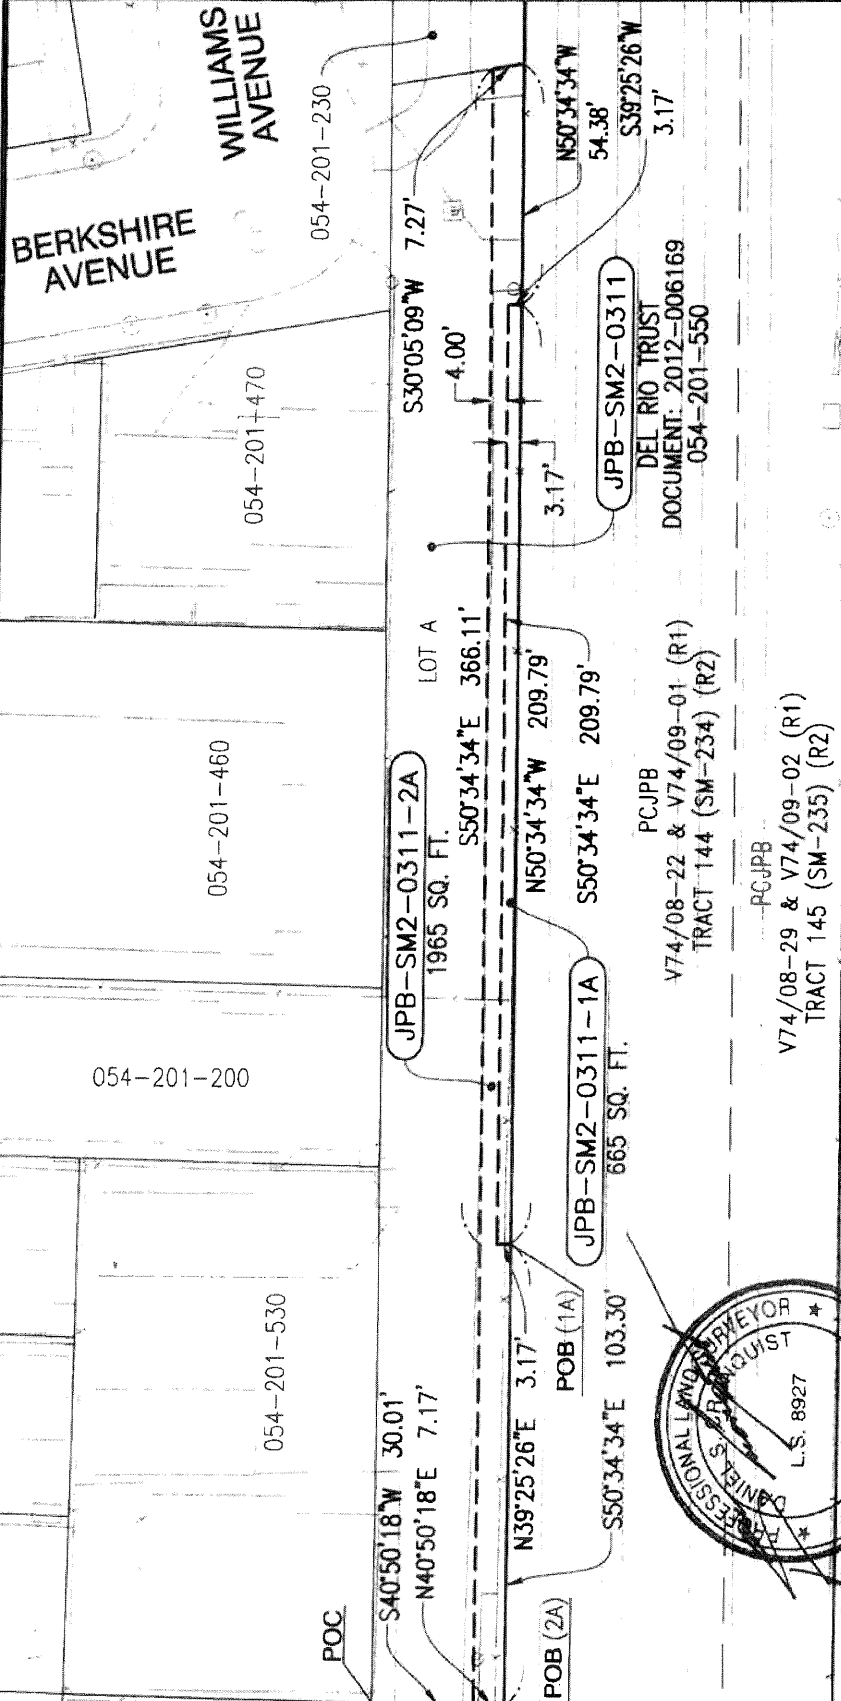 WILLIAMS
AVENUE
BERKSHIRE
AVENUE
054-201-230
054-201-470
054-201-460
054-201-200
054-201-530
S30°05'09"W 7.27'
4.00'
3.17'
N50°34'34"W
54.38'
S39°25'26"W
3.17'
JPB-SM2-0311
DEL RIO TRUST
DOCUMENT: 2012-006169
054-201-550
LOT A
S50°34'34"E 366.11'
JPB-SM2-0311-2A
1965 SQ. FT.
N50°34'34"W 209.79'
S50°34'34"E 209.79'
PCJPB
V74/08-22 & V74/09-01 (R1)
TRACT 144 (SM-234) (R2)
PCJPB
V74/08-29 & V74/09-02 (R1)
TRACT 145 (SM-235) (R2)
JPB-SM2-0311-1A
665 SQ. FT.
POC
S40°50'18"W 30.01'
N40°50'18"E 7.17'
N39°25'26"E 3.17'
POB (1A)
S50°34'34"E 103.30'
POB (2A)
PROFESSIONAL LAND SURVEYOR
DANIEL S. CRONQUIST
L.S. 8927